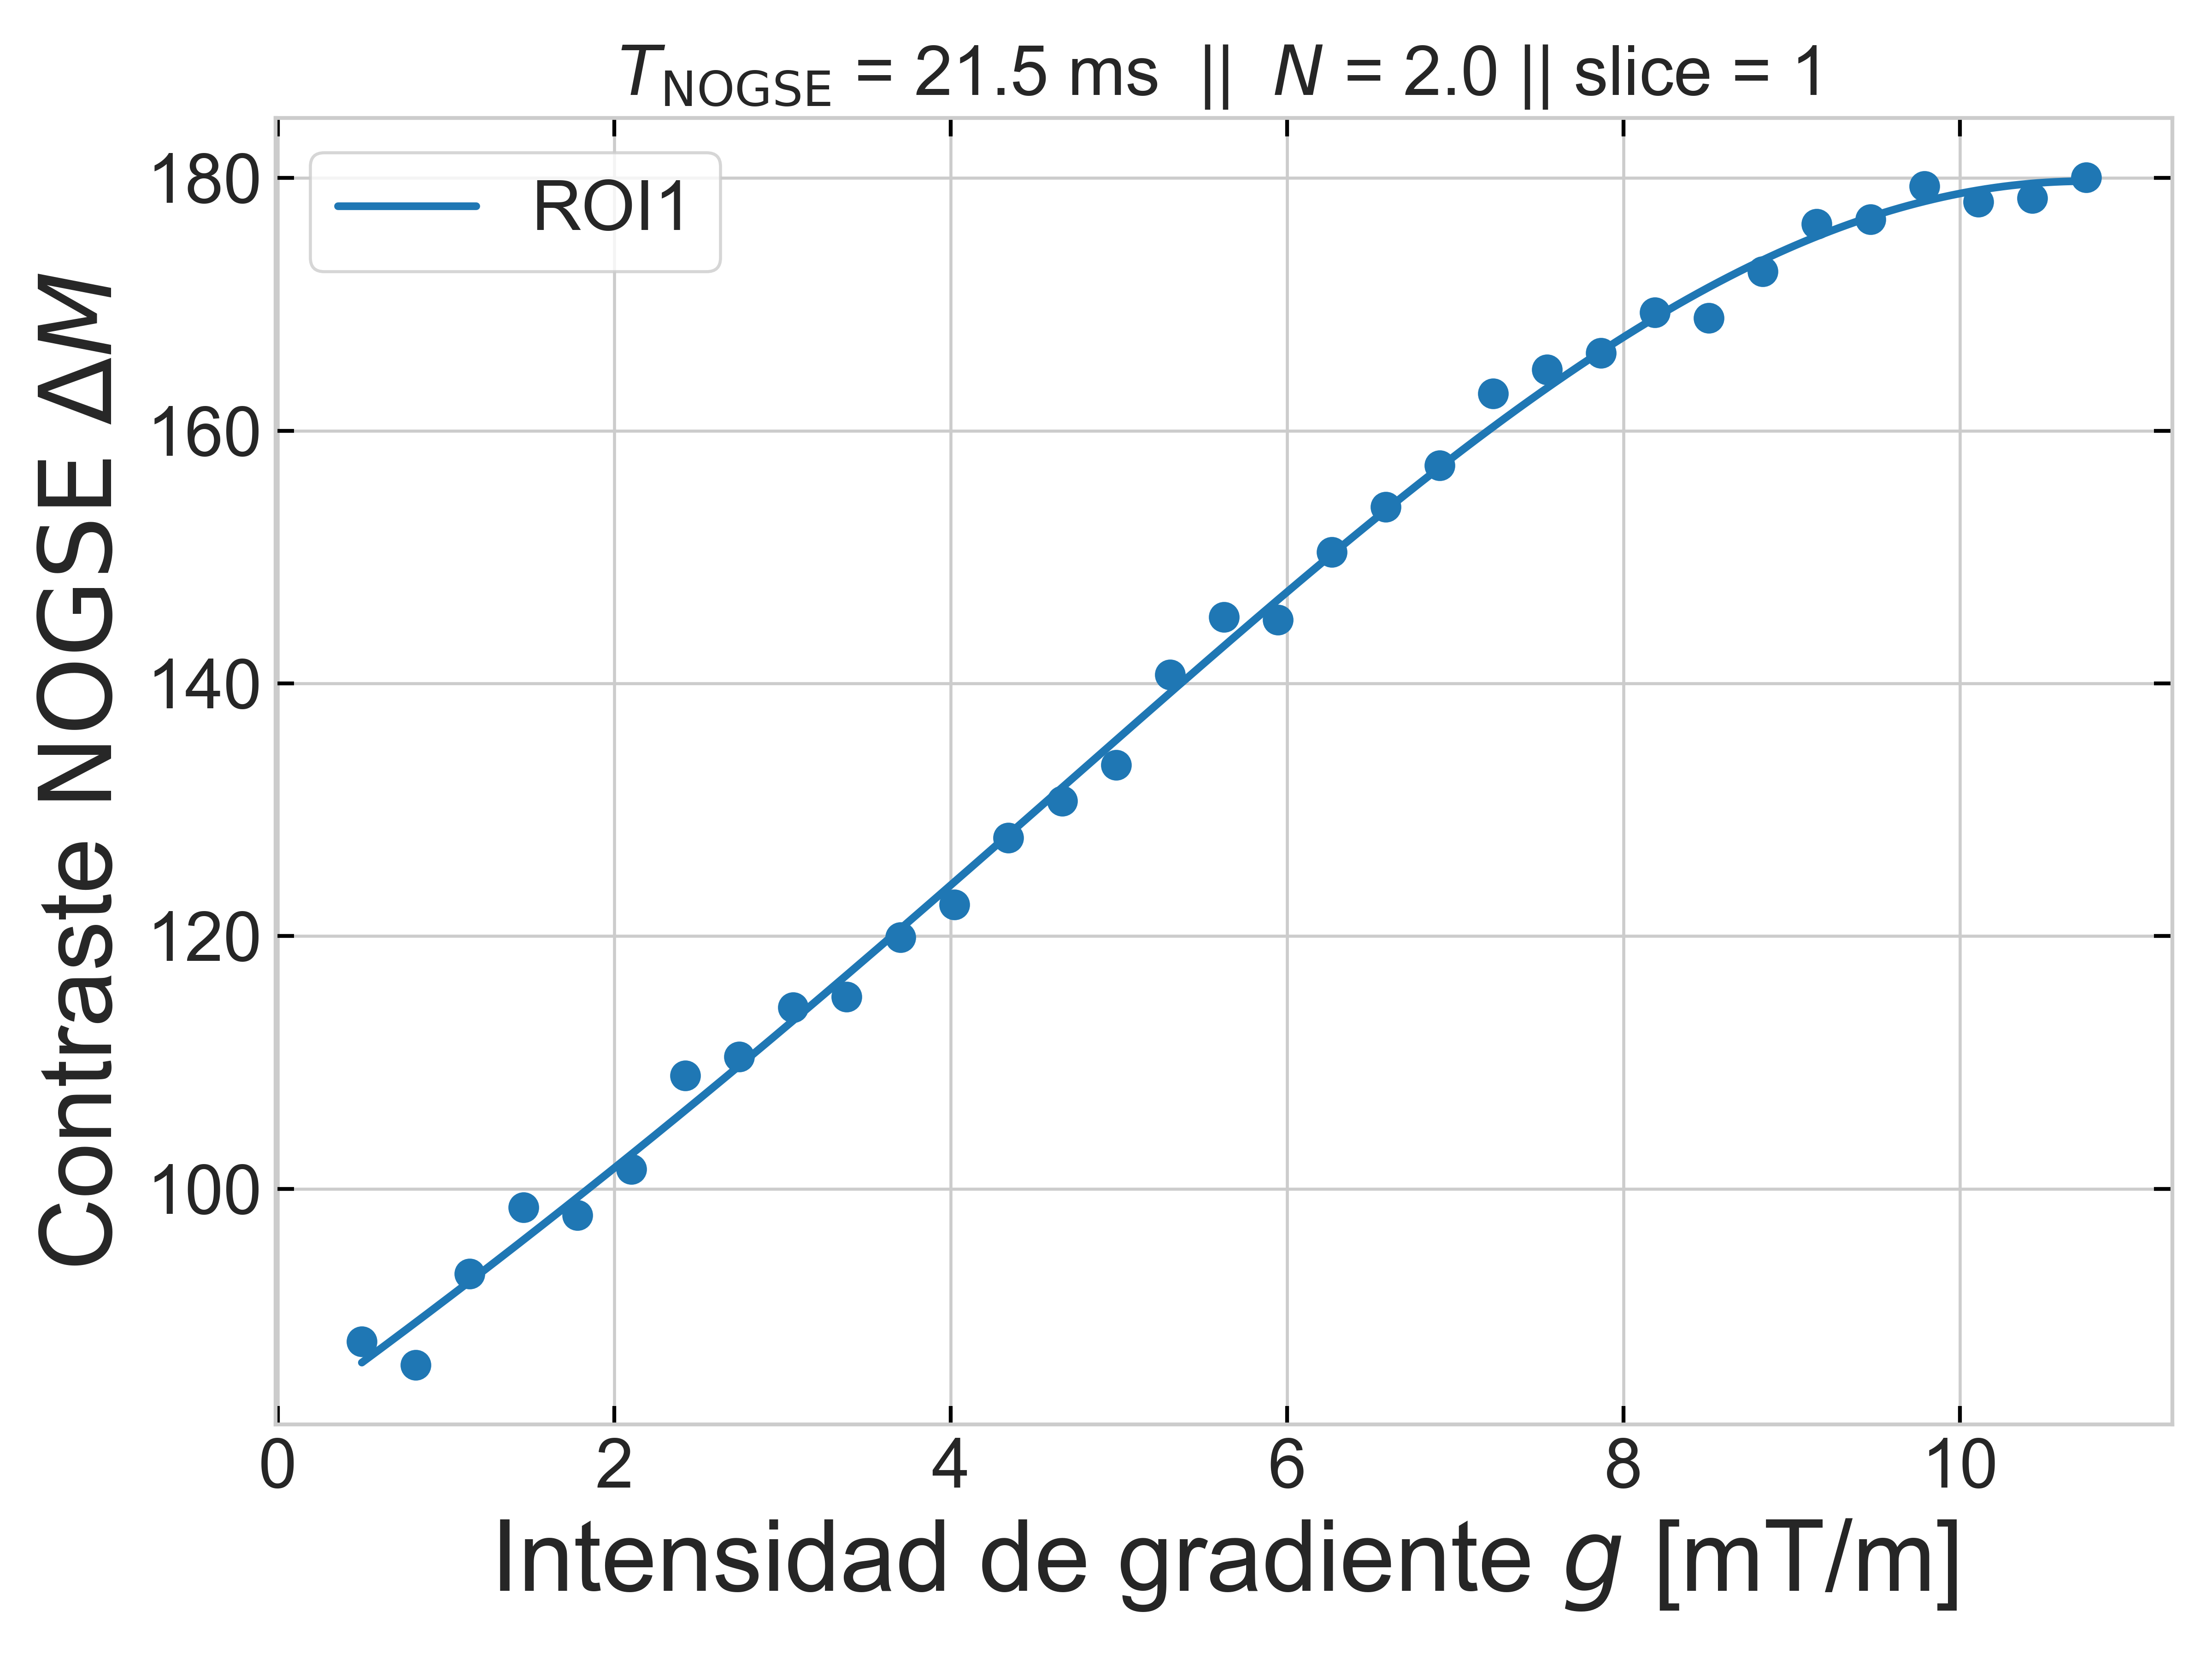 T_NOGSE = 21.5 ms || N = 2.0 || slice = 1
ROI1
Contraste NOGSE ΔM
180
160
140
120
100
0 2 4 6 8 10
Intensidad de gradiente g [mT/m]